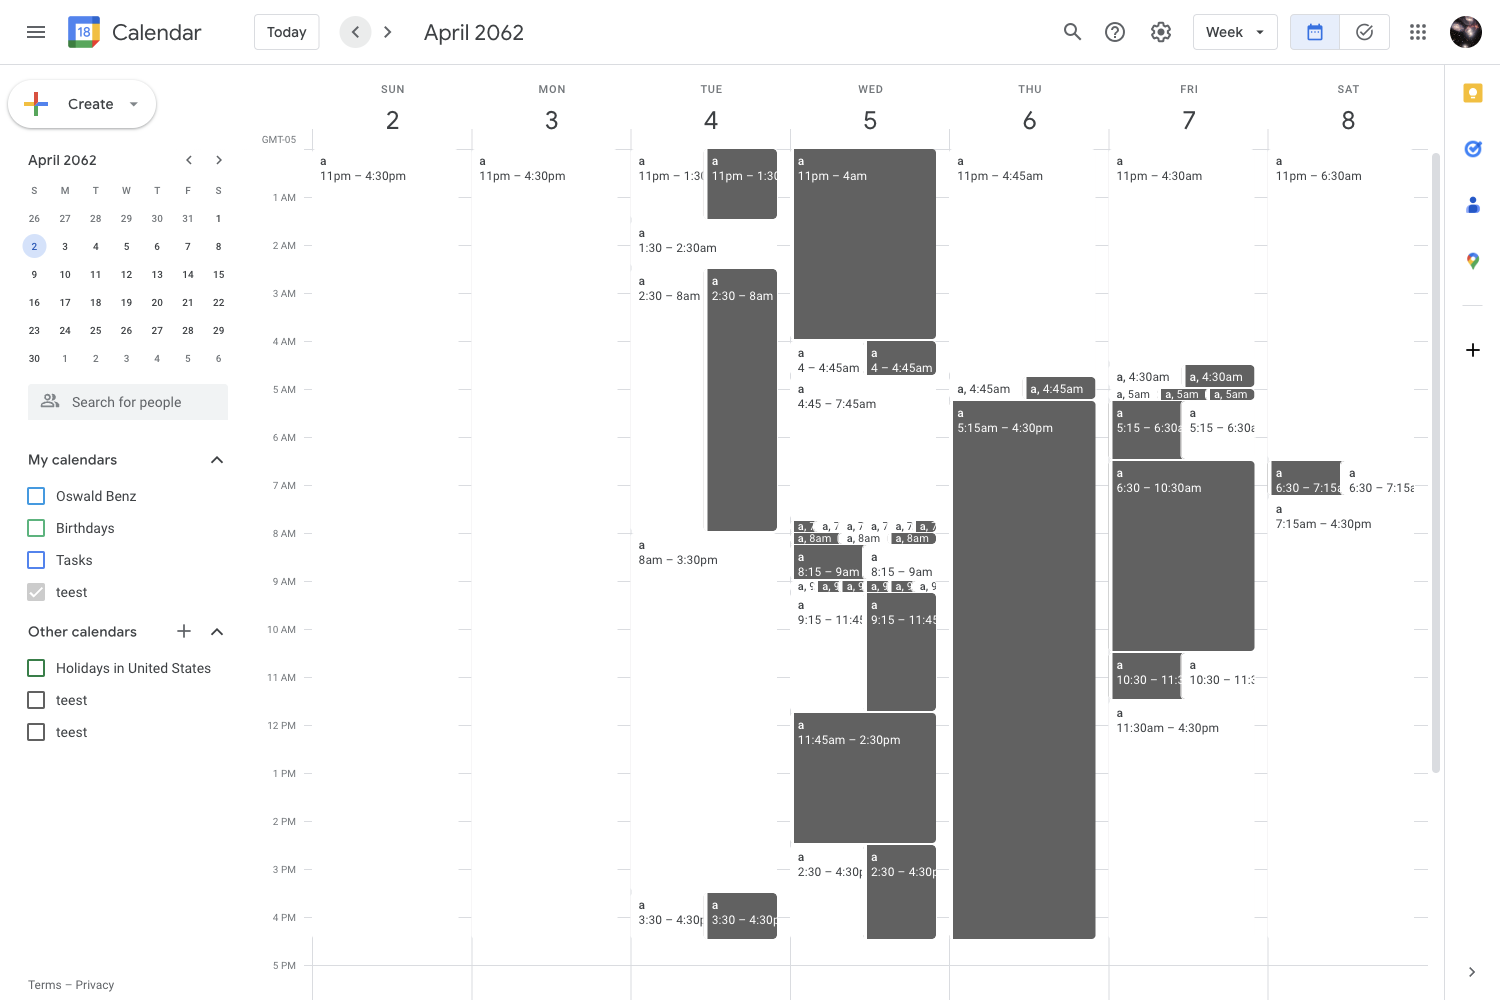 18 Calendar Today April 2062 Week
Create
April 2062
S M T W T F S
26 27 28 29 30 31 1
2 3 4 5 6 7 8
9 10 11 12 13 14 15
16 17 18 19 20 21 22
23 24 25 26 27 28 29
30 1 2 3 4 5 6
Search for people
My calendars
Oswald Benz
Birthdays
Tasks
teest
Other calendars
Holidays in United States
teest
teest
Terms – Privacy
SUN MON TUE WED THU FRI SAT
2 3 4 5 6 7 8
GMT-05
1 AM
2 AM
3 AM
4 AM
5 AM
6 AM
7 AM
8 AM
9 AM
10 AM
11 AM
12 PM
1 PM
2 PM
3 PM
4 PM
5 PM
a
11pm – 4:30pm
a
11pm – 4:30pm
a
11pm – 1:30
a
11pm – 1:30
a
1:30 – 2:30am
a
2:30 – 8am
a
2:30 – 8am
a
8am – 3:30pm
a
3:30 – 4:30p
a
3:30 – 4:30p
a
11pm – 4am
a
4 – 4:45am
a
4 – 4:45am
a
4:45 – 7:45am
a, 7 a, 7 a, 7 a, 7 a, 7 a, 7
a, 8am a, 8am a, 8am
a
8:15 – 9am
a
8:15 – 9am
a, 9 a, 9 a, 9 a, 9 a, 9 a, 9
a
9:15 – 11:45
a
9:15 – 11:45
a
11:45am – 2:30pm
a
2:30 – 4:30p
a
2:30 – 4:30p
a
11pm – 4:45am
a, 4:45am a, 4:45am
a
5:15am – 4:30pm
a
11pm – 4:30am
a, 4:30am a, 4:30am
a, 5am a, 5am a, 5am
a
5:15 – 6:30a
a
5:15 – 6:30a
a
6:30 – 10:30am
a
10:30 – 11:3
a
10:30 – 11:3
a
11:30am – 4:30pm
a
11pm – 6:30am
a
6:30 – 7:15a
a
6:30 – 7:15a
a
7:15am – 4:30pm